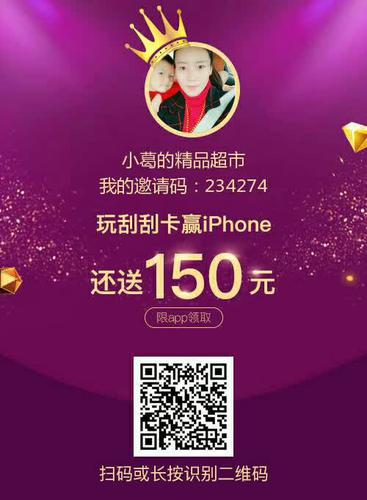 小葛的精品超市
我的邀请码：234274
玩刮刮卡赢iPhone
还送150元
限app领取
扫码或长按识别二维码